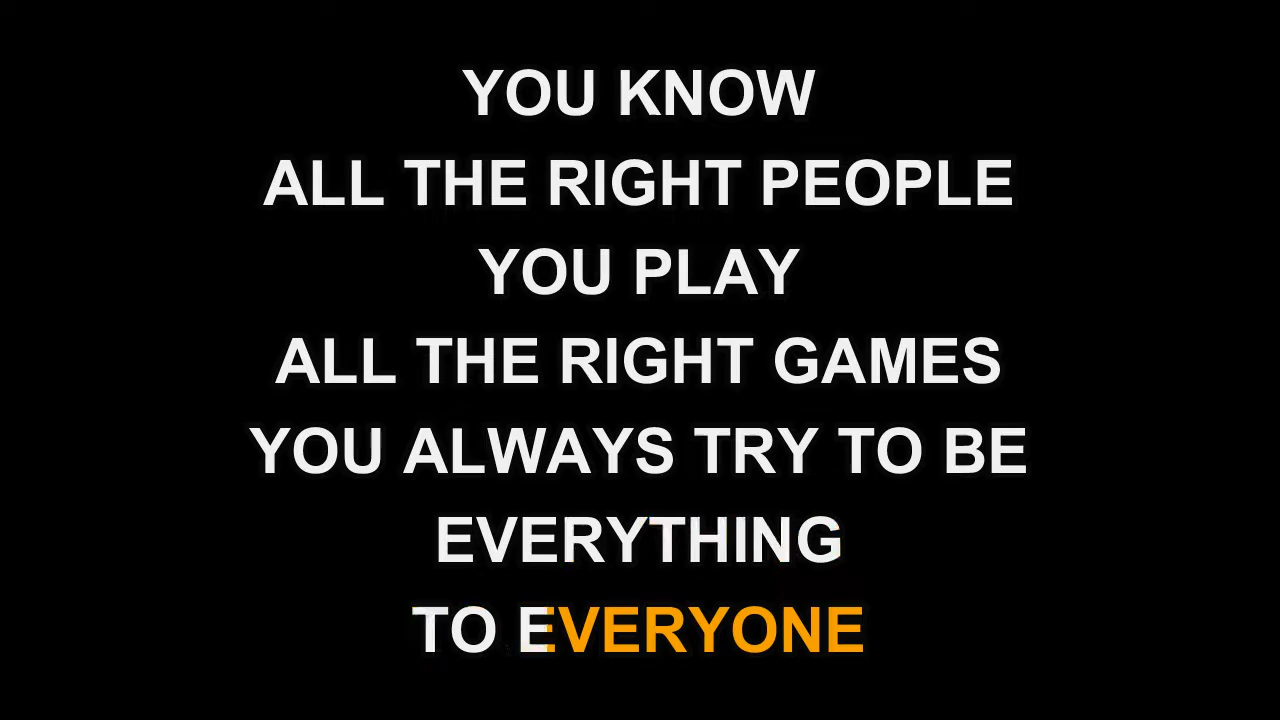 YOU KNOW
ALL THE RIGHT PEOPLE
YOU PLAY
ALL THE RIGHT GAMES
YOU ALWAYS TRY TO BE
EVERYTHING
TO EVERYONE